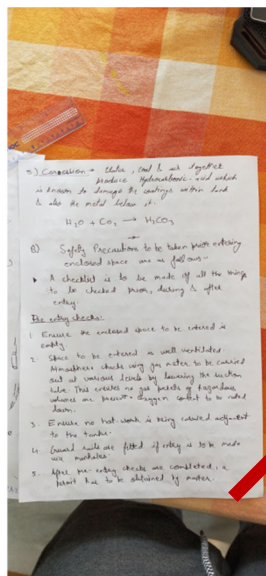 5) Corrosion → Water, Coal & ash together
produce Hydrocarbonic acid which
is known to damage the coatings within tank
& also the metal below it.
H₂O + CO₂ → H₂CO₃
B) Safety Precautions to be taken prior entering
enclosed space are as follows-
A checklist is to be made of all the things
to be checked prior, during & after
entry.
Pre entry checks:
1. Ensure the enclosed space to be entered is
empty
2. Space to be entered is well ventilated
Atmosphere checks using gas meter to be carried
out at various levels by lowering the suction
tube. This ensures no gas pockets of hazardous
volumes are present. Oxygen content to be noted
down.
3. Ensure no hot work is being carried adjacent
to the tanks.
4. Guard rails are fitted if entry is to be made
via manholes.
5. After pre-entry checks are completed, a
permit has to be obtained by master.